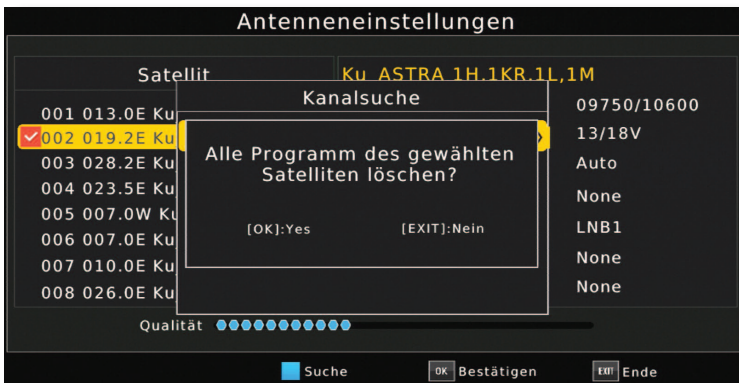 Antenneneinstellungen
Satellit
Ku ASTRA 1H,1KR,1L,1M
Kanalsuche
001 013.0E Ku
002 019.2E Ku
003 028.2E Ku
004 023.5E Ku
005 007.0W Ku
006 007.0E Ku
007 010.0E Ku
008 026.0E Ku
09750/10600
13/18V
Auto
None
LNB1
None
None
Alle Programm des gewählten
Satelliten löschen?
[OK]:Yes
[EXIT]:Nein
Qualität
Suche
OK Bestätigen
EXIT Ende